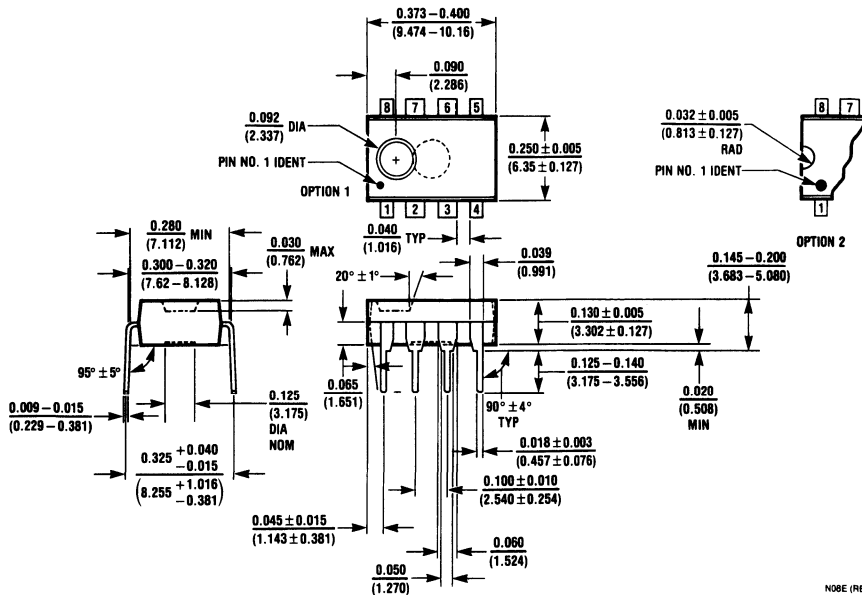 0.373–0.400
(9.474–10.16)
0.090
(2.286)
8 7 6 5
0.092 DIA
(2.337)
PIN NO. 1 IDENT
OPTION 1
0.250 ± 0.005
(6.35 ± 0.127)
1 2 3 4
0.032 ± 0.005
(0.813 ± 0.127)
RAD
PIN NO. 1 IDENT
8 7
1
OPTION 2
0.280 MIN
(7.112)
0.300–0.320
(7.62–8.128)
0.030 MAX
(0.762)
0.040 TYP
(1.016)
0.039
(0.991)
20° ± 1°
0.145–0.200
(3.683–5.080)
0.130 ± 0.005
(3.302 ± 0.127)
0.125–0.140
(3.175–3.556)
0.020
(0.508)
MIN
95° ± 5°
0.009–0.015
(0.229–0.381)
0.125
(3.175)
DIA
NOM
0.065
(1.651)
90° ± 4°
TYP
0.018 ± 0.003
(0.457 ± 0.076)
0.325 +0.040
−0.015
(8.255 +1.016
−0.381)
0.100 ± 0.010
(2.540 ± 0.254)
0.045 ± 0.015
(1.143 ± 0.381)
0.060
(1.524)
0.050
(1.270)
N08E (RE